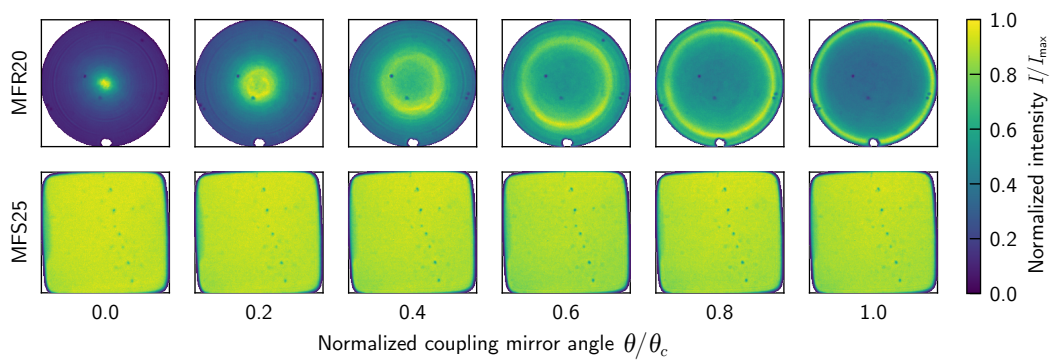 MFR20
MFS25
0.0 0.2 0.4 0.6 0.8 1.0
Normalized coupling mirror angle θ/θc
1.0
0.8
0.6
0.4
0.2
0.0
Normalized intensity I/Imax